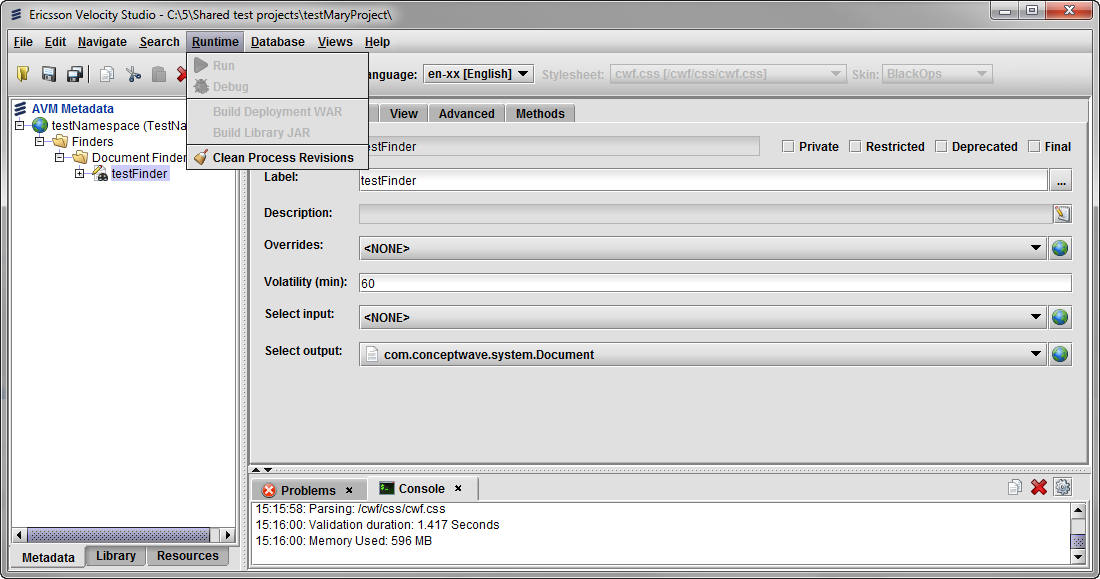 Ericsson Velocity Studio - C:\5\Shared test projects\testMaryProject\
File Edit Navigate Search Runtime Database Views Help
Run
Debug
Build Deployment WAR
Build Library JAR
Clean Process Revisions
anguage: en-xx [English] Stylesheet: cwf.css [/cwf/css/cwf.css] Skin: BlackOps
AVM Metadata
testNamespace (TestNa
Finders
Document Finder
testFinder
View Advanced Methods
estFinder Private Restricted Deprecated Final
Label: testFinder ...
Description:
Overrides: <NONE>
Volatility (min): 60
Select input: <NONE>
Select output: com.conceptwave.system.Document
Problems x Console x
15:15:58: Parsing: /cwf/css/cwf.css
15:16:00: Validation duration: 1.417 Seconds
15:16:00: Memory Used: 596 MB
Metadata Library Resources